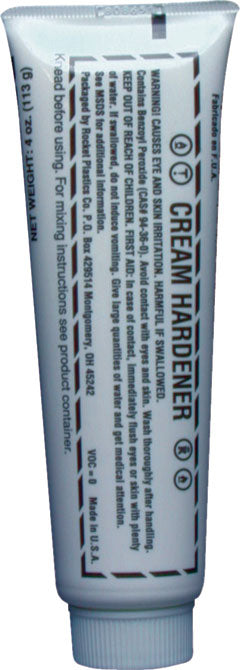 Fabricado en F.U.A.
CREAM HARDENER
WARNING! CAUSES EYE AND SKIN IRRITATION. HARMFUL IF SWALLOWED.
Contains Benzoyl Peroxide (CAS# 94-36-0). Avoid contact with eyes and skin. Wash thoroughly after handling.
KEEP OUT OF REACH OF CHILDREN. FIRST AID: In case of contact, immediately flush eyes or skin with plenty
of water. If swallowed, do not induce vomiting. Give large quantities of water and get medical attention.
See MSDS for additional information.
Packaged by Rocket Plastics Co. P.O. Box 429514 Montgomery, OH 45242 VOC = 0 Made in U.S.A.
Knead before using. For mixing instructions see product container.
NET WEIGHT: 4 oz. (113 g)